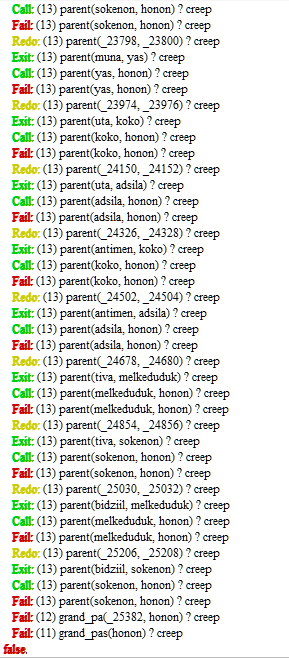 Call: (13) parent(sokenon, honon) ? creep
Fail: (13) parent(sokenon, honon) ? creep
Redo: (13) parent(_23798, _23800) ? creep
Exit: (13) parent(muna, yas) ? creep
Call: (13) parent(yas, honon) ? creep
Fail: (13) parent(yas, honon) ? creep
Redo: (13) parent(_23974, _23976) ? creep
Exit: (13) parent(uta, koko) ? creep
Call: (13) parent(koko, honon) ? creep
Fail: (13) parent(koko, honon) ? creep
Redo: (13) parent(_24150, _24152) ? creep
Exit: (13) parent(uta, adsila) ? creep
Call: (13) parent(adsila, honon) ? creep
Fail: (13) parent(adsila, honon) ? creep
Redo: (13) parent(_24326, _24328) ? creep
Exit: (13) parent(antimen, koko) ? creep
Call: (13) parent(koko, honon) ? creep
Fail: (13) parent(koko, honon) ? creep
Redo: (13) parent(_24502, _24504) ? creep
Exit: (13) parent(antimen, adsila) ? creep
Call: (13) parent(adsila, honon) ? creep
Fail: (13) parent(adsila, honon) ? creep
Redo: (13) parent(_24678, _24680) ? creep
Exit: (13) parent(tiva, melkeduduk) ? creep
Call: (13) parent(melkeduduk, honon) ? creep
Fail: (13) parent(melkeduduk, honon) ? creep
Redo: (13) parent(_24854, _24856) ? creep
Exit: (13) parent(tiva, sokenon) ? creep
Call: (13) parent(sokenon, honon) ? creep
Fail: (13) parent(sokenon, honon) ? creep
Redo: (13) parent(_25030, _25032) ? creep
Exit: (13) parent(bidziil, melkeduduk) ? creep
Call: (13) parent(melkeduduk, honon) ? creep
Fail: (13) parent(melkeduduk, honon) ? creep
Redo: (13) parent(_25206, _25208) ? creep
Exit: (13) parent(bidziil, sokenon) ? creep
Call: (13) parent(sokenon, honon) ? creep
Fail: (13) parent(sokenon, honon) ? creep
Fail: (12) grand_pa(_25382, honon) ? creep
Fail: (11) grand_pas(honon) ? creep
false.